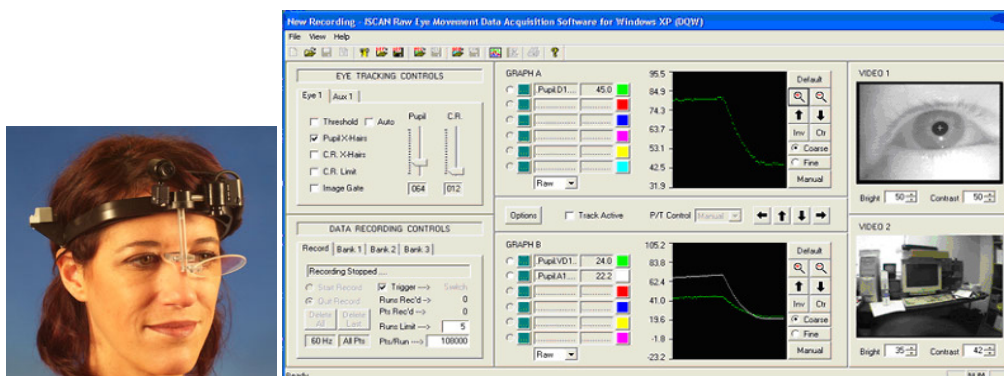 New Recording - ISCAN Raw Eye Movement Data Acquisition Software for Windows XP (DQW)
File View Help
EYE TRACKING CONTROLS
Eye 1 Aux 1
Threshold Auto Pupil C.R.
Pupil X-Hairs
C.R. X-Hairs
C.R. Limit
Image Gate 064 012
DATA RECORDING CONTROLS
Record Bank 1 Bank 2 Bank 3
Recording Stopped....
Start Record Trigger ---> Switch
Quit Record Runs Rec'd --> 0
Delete All Delete Last Pts Rec'd --> 0
Runs Limit ---> 5
60 Hz All Pts Pts/Run ---> 108000
GRAPH A
.Pupil.D1... 45.0
Raw
95.5
84.9
74.3
63.7
53.1
42.5
31.9
Default
Inv Ctr
Coarse
Fine
Manual
Options Track Active P/T Control Manual
GRAPH B
.Pupil.VD1... 24.0
.Pupil.A1... 22.2
Raw
105.2
83.8
62.4
41.0
19.6
-1.8
-23.2
Default
Inv Ctr
Coarse
Fine
Manual
VIDEO 1
Bright 50 Contrast 50
VIDEO 2
Bright 35 Contrast 42